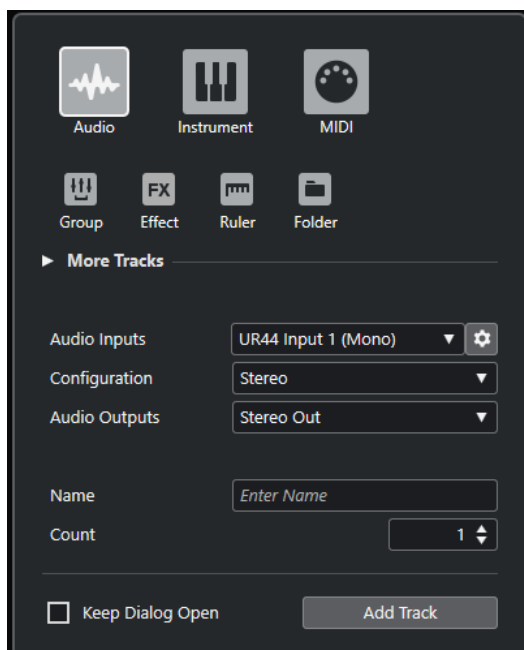 Audio Instrument MIDI
FX
Group Effect Ruler Folder
More Tracks
Audio Inputs UR44 Input 1 (Mono)
Configuration Stereo
Audio Outputs Stereo Out
Name Enter Name
Count 1
Keep Dialog Open Add Track